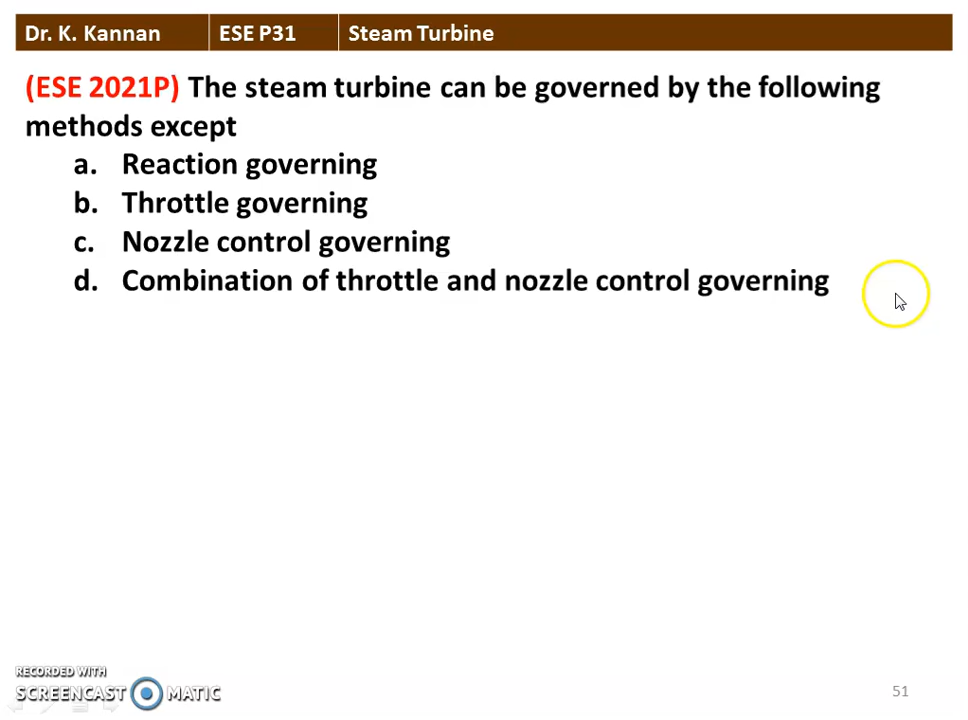 Dr. K. Kannan ESE P31 Steam Turbine
(ESE 2021P) The steam turbine can be governed by the following
methods except
a. Reaction governing
b. Throttle governing
c. Nozzle control governing
d. Combination of throttle and nozzle control governing
RECORDED WITH
SCREENCAST MATIC
51